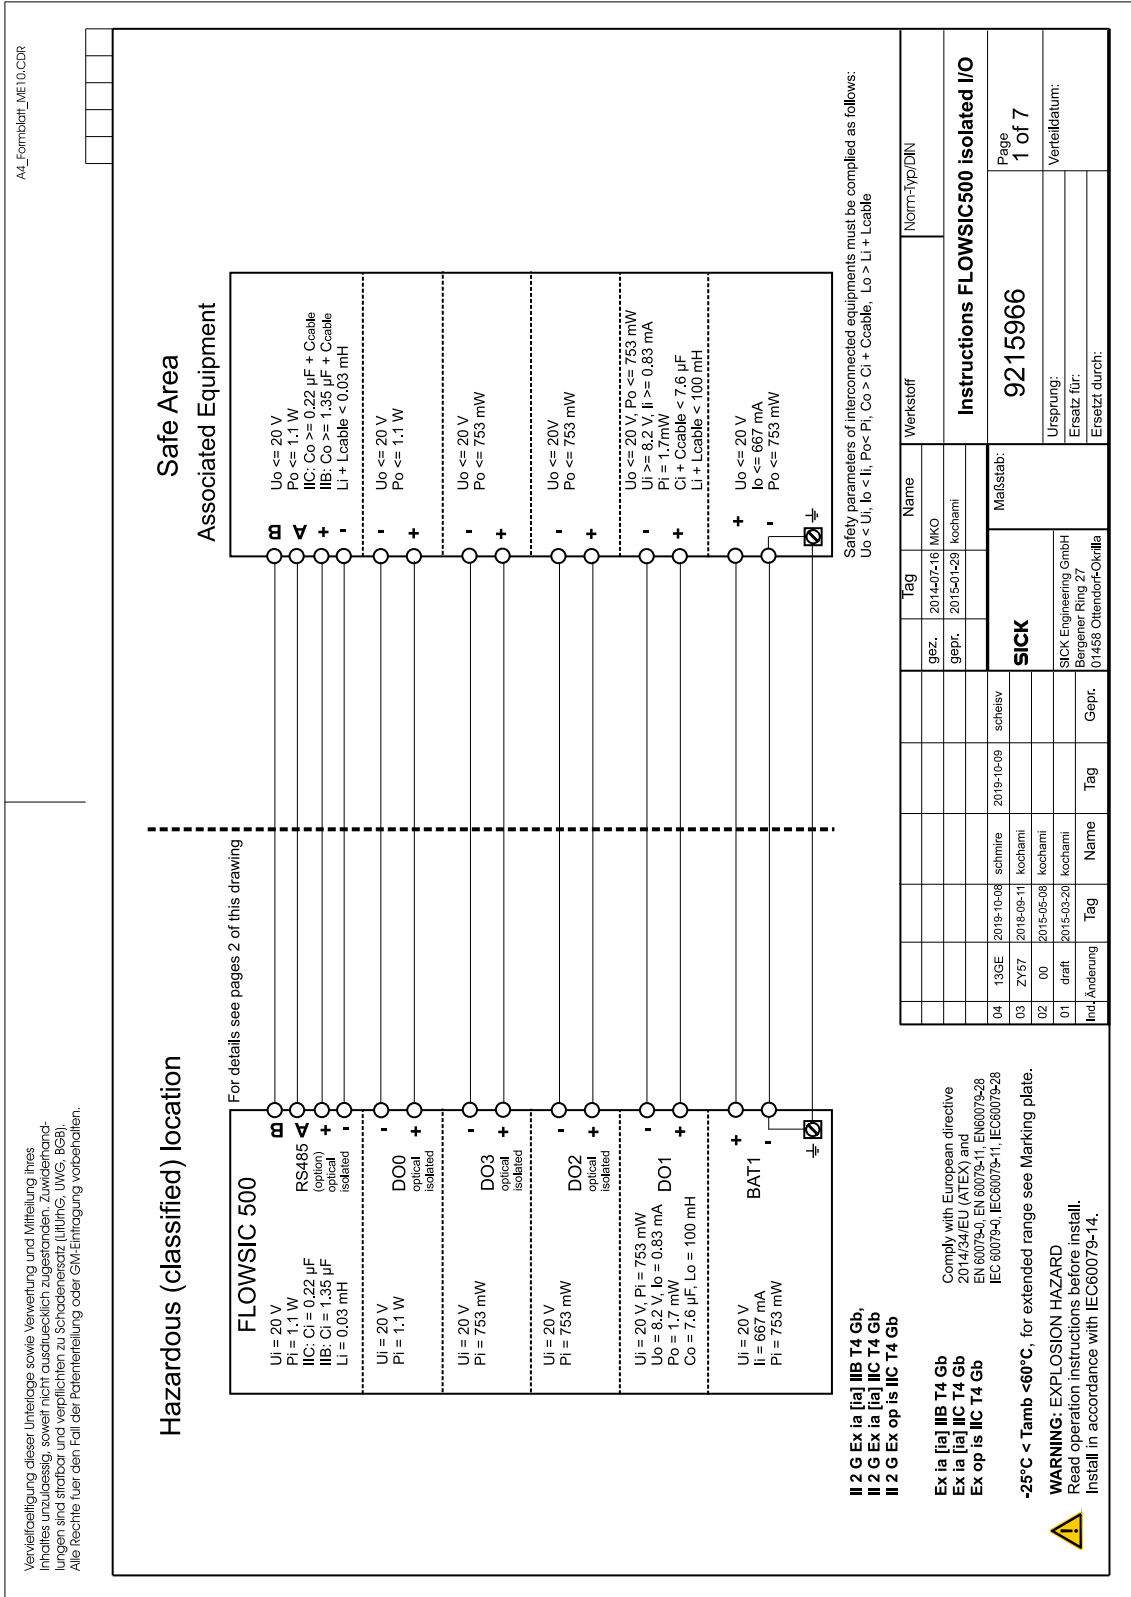 Vervielfaeltigung dieser Unterlage sowie Verwertung und Mitteilung ihres
Inhaltes unzulaessig, soweit nicht ausdruecklich zugestanden. Zuwiderhand-
lungen sind strafbar und verpflichten zu Schadenersatz (LitUrhG, UWG, BGB).
Alle Rechte fuer den Fall der Patenterteilung oder GM-Eintragung vorbehalten.
A4_Formblatt_ME10.CDR
Hazardous (classified) location
Safe Area
Associated Equipment
For details see pages 2 of this drawing
FLOWSIC 500
Ui = 20 V
Pi = 1.1 W
IIC: Ci = 0.22 µF
IIB: Ci = 1.35 µF
Li = 0.03 mH
RS485
(option)
optical
isolated
B
A
+
-
B
A
+
-
Uo <= 20 V
Po <= 1.1 W
IIC: Co >= 0.22 µF + Ccable
IIB: Co >= 1.35 µF + Ccable
Li + Lcable < 0.03 mH
Ui = 20 V
Pi = 1.1 W
DO0
optical
isolated
-
+
-
+
Uo <= 20 V
Po <= 1.1 W
Ui = 20 V
Pi = 753 mW
DO3
optical
isolated
-
+
-
+
Uo <= 20 V
Po <= 753 mW
Ui = 20 V
Pi = 753 mW
DO2
optical
isolated
-
+
-
+
Uo <= 20V
Po <= 753 mW
Ui = 20 V, Pi = 753 mW
Uo = 8.2 V, Io = 0.83 mA
Po = 1.7 mW
Co = 7.6 µF, Lo = 100 mH
DO1
-
+
-
+
Uo <= 20 V, Po <= 753 mW
Ui >= 8.2 V, Ii >= 0.83 mA
Pi = 1.7mW
Ci + Ccable < 7.6 µF
Li + Lcable < 100 mH
Ui = 20 V
Ii = 667 mA
Pi = 753 mW
BAT1
+
-
+
-
Uo <= 20 V
Io <= 667 mA
Po <= 753 mW
Safety parameters of interconnected equipments must be complied as follows:
Uo < Ui, Io < Ii, Po< Pi, Co > Ci + Ccable, Lo > Li + Lcable
II 2 G Ex ia [ia] IIB T4 Gb,
II 2 G Ex ia [ia] IIC T4 Gb
II 2 G Ex op is IIC T4 Gb
Ex ia [ia] IIB T4 Gb
Ex ia [ia] IIC T4 Gb
Ex op is IIC T4 Gb
Comply with European directive
2014/34/EU (ATEX) and
EN 60079-0, EN 60079-11, EN60079-28
IEC 60079-0, IEC60079-11, IEC60079-28
-25°C < Tamb <60°C, for extended range see Marking plate.
WARNING: EXPLOSION HAZARD
Read operation instructions before install.
Install in accordance with IEC60079-14.
04 13GE 2019-10-08 schmire 2019-10-09 scheisv
03 ZY57 2018-09-11 kochami
02 00 2015-05-08 kochami
01 draft 2015-03-20 kochami
Ind. Änderung Tag Name Tag Gepr.
Tag Name
gez. 2014-07-16 MKO
gepr. 2015-01-29 kochami
SICK
Maßstab:
SICK Engineering GmbH
Bergener Ring 27
01458 Ottendorf-Okrilla
Werkstoff
Norm-Typ/DIN
Instructions FLOWSIC500 isolated I/O
9215966
Page
1 of 7
Ursprung:
Ersatz für:
Ersetzt durch:
Verteildatum: